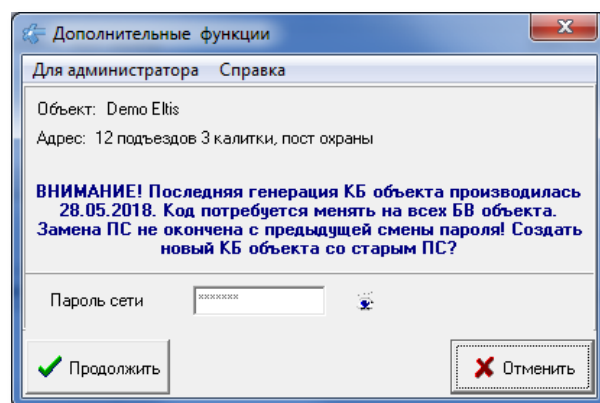 Дополнительные функции
Для администратора Справка
Объект: Demo Eltis
Адрес: 12 подъездов 3 калитки, пост охраны
ВНИМАНИЕ! Последняя генерация КБ объекта производилась
28.05.2018. Код потребуется менять на всех БВ объекта.
Замена ПС не окончена с предыдущей смены пароля! Создать
новый КБ объекта со старым ПС?
Пароль сети ×××××××
Продолжить Отменить